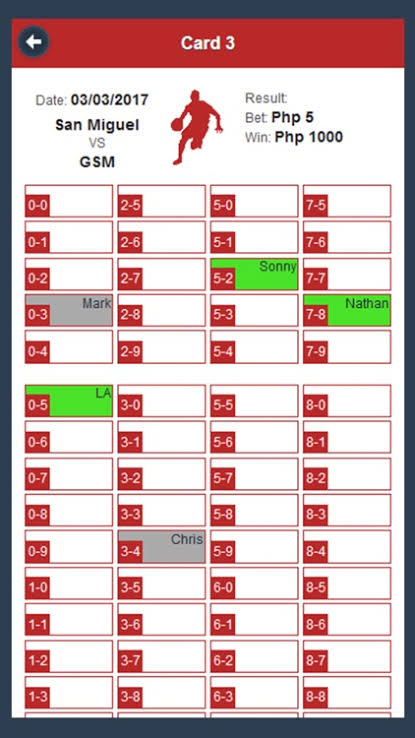 Card 3
Date: 03/03/2017
San Miguel
VS
GSM
Result:
Bet: Php 5
Win: Php 1000
0-0 2-5 5-0 7-5
0-1 2-6 5-1 7-6
0-2 2-7 5-2 Sonny 7-7
0-3 Mark 2-8 5-3 7-8 Nathan
0-4 2-9 5-4 7-9
0-5 LA 3-0 5-5 8-0
0-6 3-1 5-6 8-1
0-7 3-2 5-7 8-2
0-8 3-3 5-8 8-3
0-9 3-4 Chris 5-9 8-4
1-0 3-5 6-0 8-5
1-1 3-6 6-1 8-6
1-2 3-7 6-2 8-7
1-3 3-8 6-3 8-8